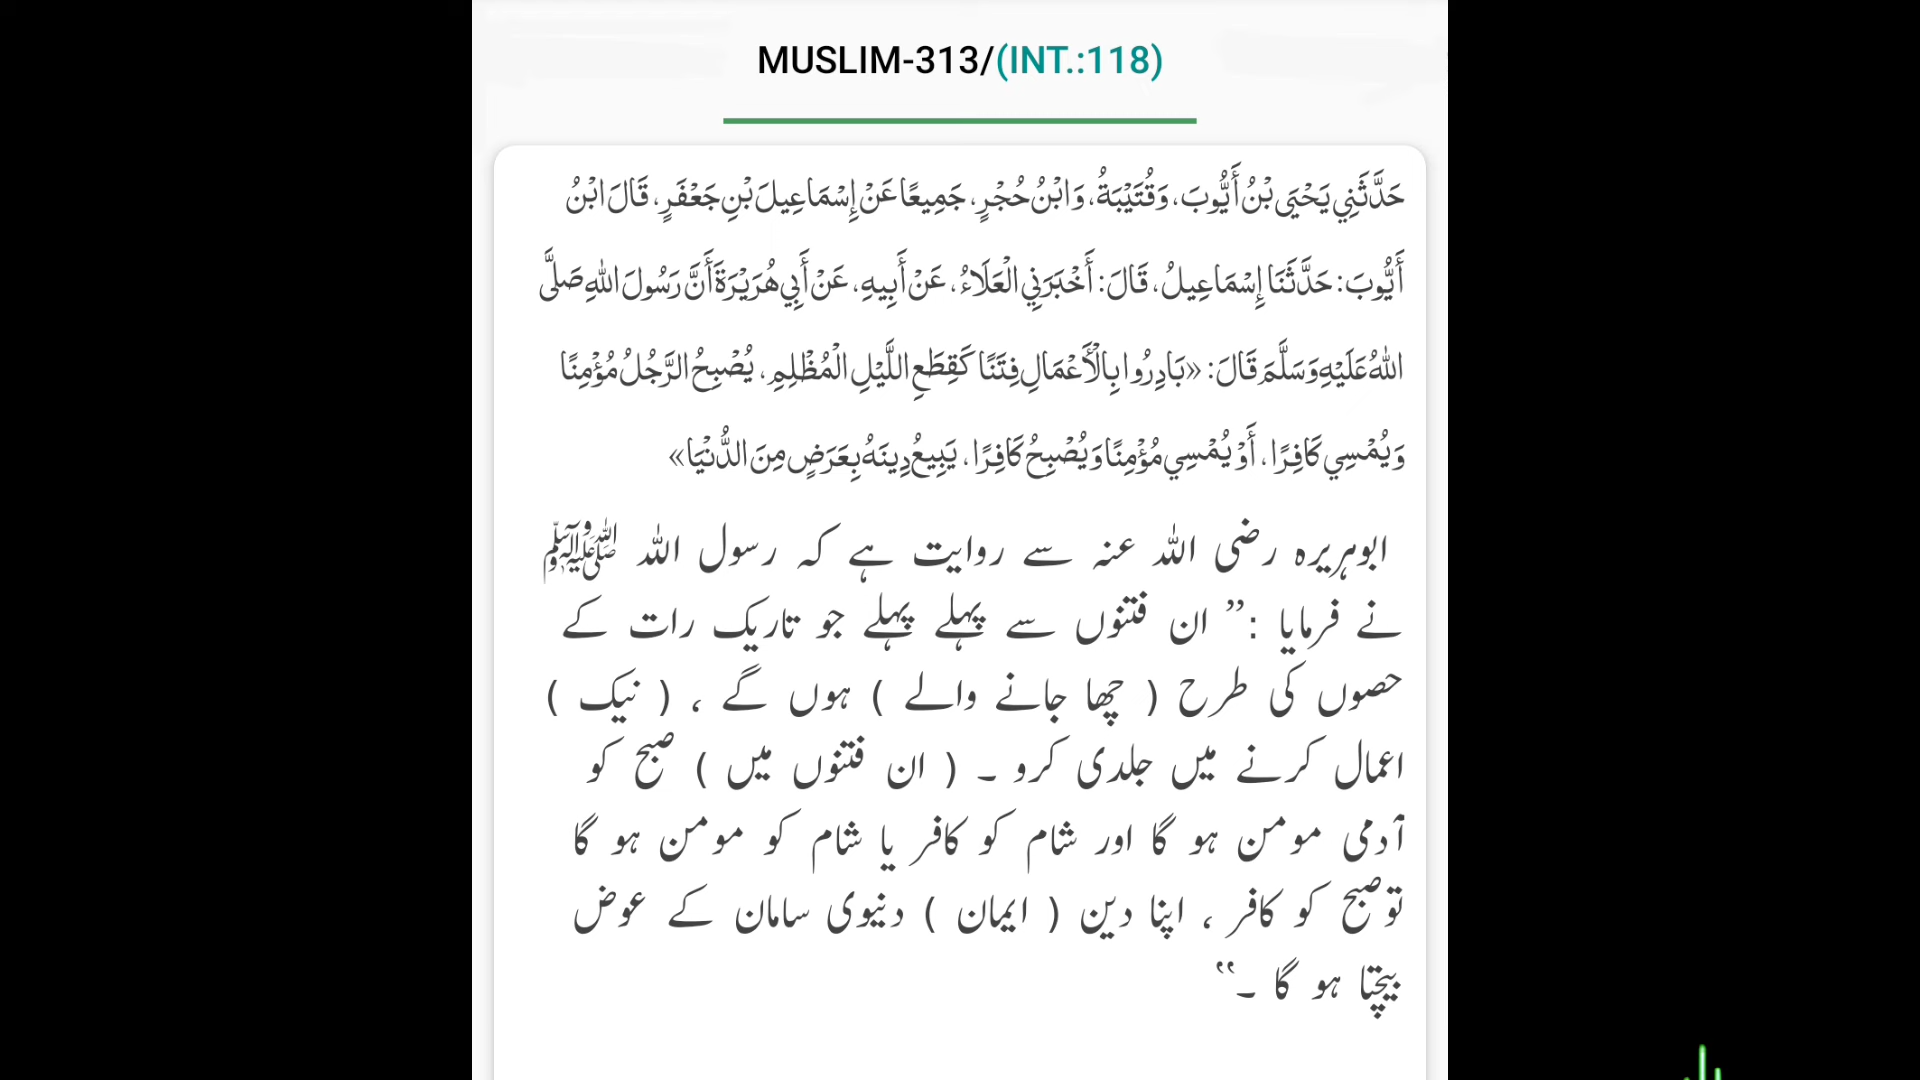 MUSLIM-313/(INT.:118)
حَدَّثَنِي يَحْيَى بْنُ أَيُّوبَ، وَقُتَيْبَةُ، وَابْنُ حُجْرٍ، جَمِيعًا عَنْ إِسْمَاعِيلَ بْنِ جَعْفَرٍ، قَالَ ابْنُ
أَيُّوبَ: حَدَّثَنَا إِسْمَاعِيلُ، قَالَ: أَخْبَرَنِي الْعَلَاءُ، عَنْ أَبِيهِ، عَنْ أَبِي هُرَيْرَةَ أَنَّ رَسُولَ اللهِ صَلَّى
اللهُ عَلَيْهِ وَسَلَّمَ قَالَ: «بَادِرُوا بِالْأَعْمَالِ فِتَنًا كَقِطَعِ اللَّيْلِ الْمُظْلِمِ، يُصْبِحُ الرَّجُلُ مُؤْمِنًا
وَيُمْسِي كَافِرًا، أَوْ يُمْسِي مُؤْمِنًا وَيُصْبِحُ كَافِرًا، يَبِيعُ دِينَهُ بِعَرَضٍ مِنَ الدُّنْيَا»
ابوہریرہ رضی اللہ عنہ سے روایت ہے کہ رسول اللہ ﷺ
نے فرمایا :’’ ان فتنوں سے پہلے پہلے جو تاریک رات کے
حصوں کی طرح ( چھا جانے والے ) ہوں گے ، ( نیک )
اعمال کرنے میں جلدی کرو ۔ ( ان فتنوں میں ) صبح کو
آدمی مومن ہو گا اور شام کو کافر یا شام کو مومن ہو گا
توصبح کو کافر ، اپنا دین ( ایمان ) دنیوی سامان کے عوض
بیچتا ہو گا ۔‘‘